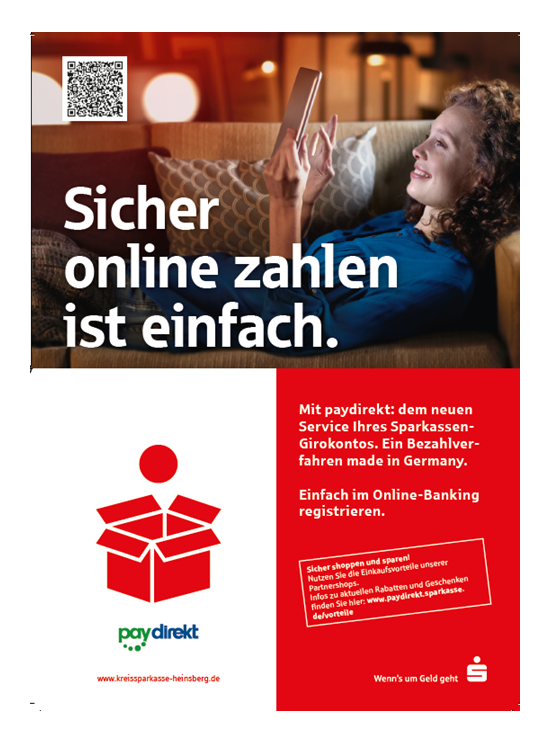 Sicher
online zahlen
ist einfach.
Mit paydirekt: dem neuen
Service Ihres Sparkassen-
Girokontos. Ein Bezahlver-
fahren made in Germany.
Einfach im Online-Banking
registrieren.
Sicher shoppen und sparen!
Nutzen Sie die Einkaufsvorteile unserer
Partnershops.
Infos zu aktuellen Rabatten und Geschenken
finden Sie hier: www.paydirekt.sparkasse.
de/vorteile
paydirekt
www.kreissparkasse-heinsberg.de
Wenn's um Geld geht